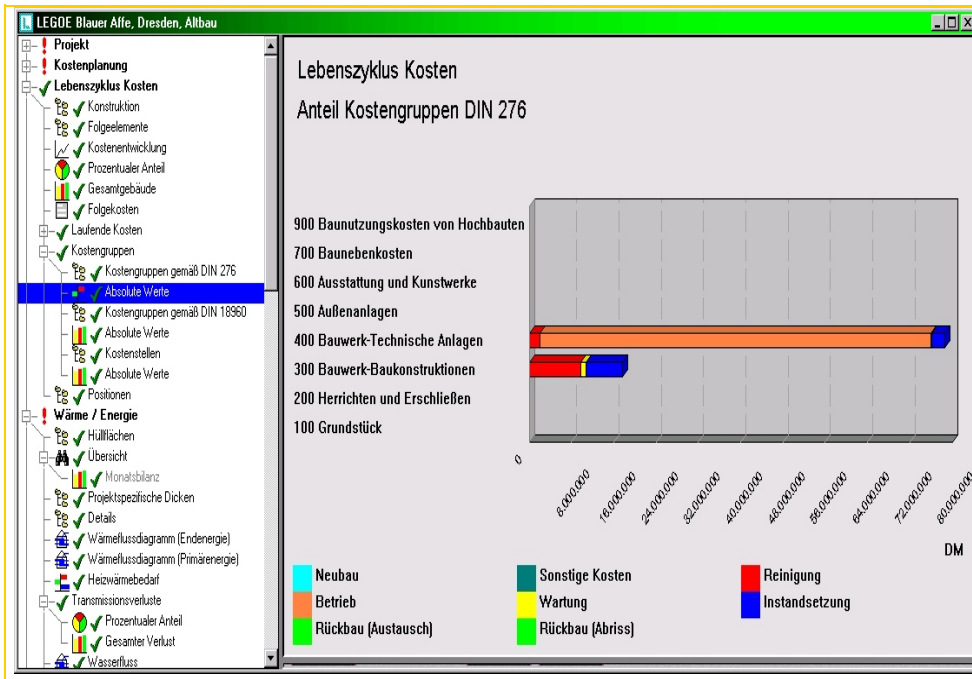 LEGOE Blauer Affe, Dresden, Altbau
Projekt
Kostenplanung
Lebenszyklus Kosten
Konstruktion
Folgeelemente
Kostenentwicklung
Prozentualer Anteil
Gesamtgebäude
Folgekosten
Laufende Kosten
Kostengruppen
Kostengruppen gemäß DIN 276
Absolute Werte
Kostengruppen gemäß DIN 18960
Absolute Werte
Kostenstellen
Absolute Werte
Positionen
Wärme / Energie
Hüllflächen
Übersicht
Monatsbilanz
Projektspezifische Dicken
Details
Wärmeflussdiagramm (Endenergie)
Wärmeflussdiagramm (Primärenergie)
Heizwärmebedarf
Transmissionsverluste
Prozentualer Anteil
Gesamter Verlust
Wasserfluss
Lebenszyklus Kosten
Anteil Kostengruppen DIN 276
900 Baunutzungskosten von Hochbauten
700 Baunebenkosten
600 Ausstattung und Kunstwerke
500 Außenanlagen
400 Bauwerk-Technische Anlagen
300 Bauwerk-Baukonstruktionen
200 Herrichten und Erschließen
100 Grundstück
0 8.000.000 16.000.000 24.000.000 32.000.000 40.000.000 48.000.000 56.000.000 64.000.000 72.000.000 80.000.000
DM
Neubau Sonstige Kosten Reinigung
Betrieb Wartung Instandsetzung
Rückbau (Austausch) Rückbau (Abriss)